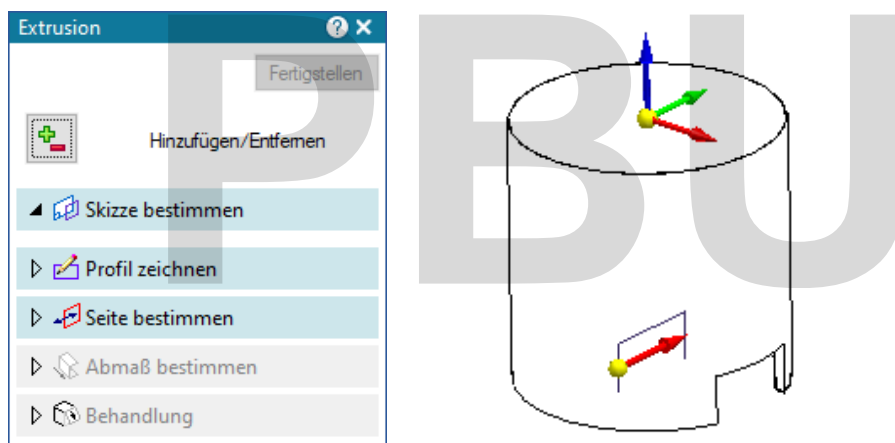 Extrusion
Fertigstellen
Hinzufügen/Entfernen
Skizze bestimmen
Profil zeichnen
Seite bestimmen
Abmaß bestimmen
Behandlung
PBU